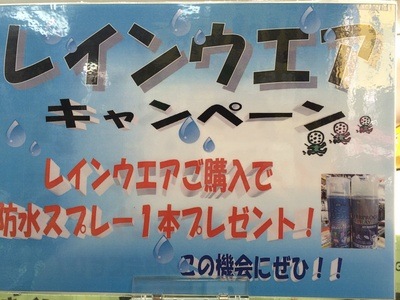 レインウエア
キャンペーン
レインウエアご購入で
防水スプレー１本プレゼント！
この機会にぜひ！！